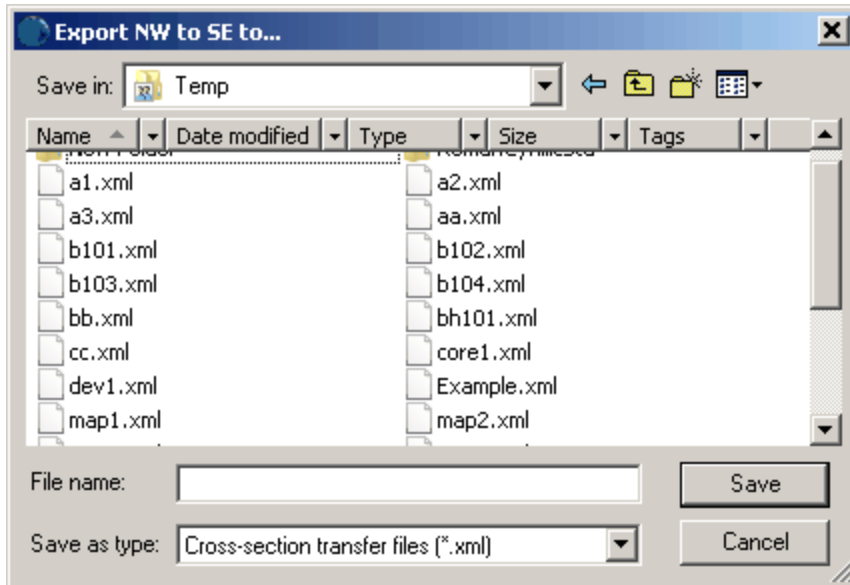 Export NW to SE to...
Save in: Temp
Name Date modified Type Size Tags
New Folder
a1.xml a2.xml
a3.xml aa.xml
b101.xml b102.xml
b103.xml b104.xml
bb.xml bh101.xml
cc.xml core1.xml
dev1.xml Example.xml
map1.xml map2.xml
File name: Save
Save as type: Cross-section transfer files (*.xml) Cancel